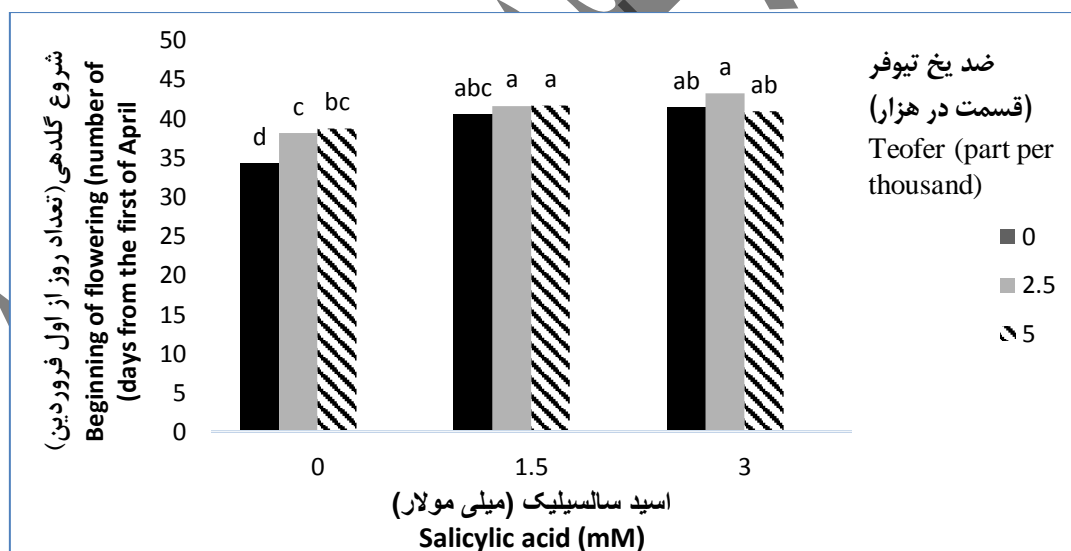 شروع گلدهی(تعداد روز از اول فروردین)
Beginning of flowering (number of
(days from the first of April
50
45
40
35
30
25
20
15
10
5
0
d
c
bc
abc
a
a
ab
a
ab
0
1.5
3
اسید سالسیلیک (میلی مولار)
Salicylic acid (mM)
ضد یخ تیوفر
(قسمت در هزار)
Teofer (part per
thousand)
0
2.5
5